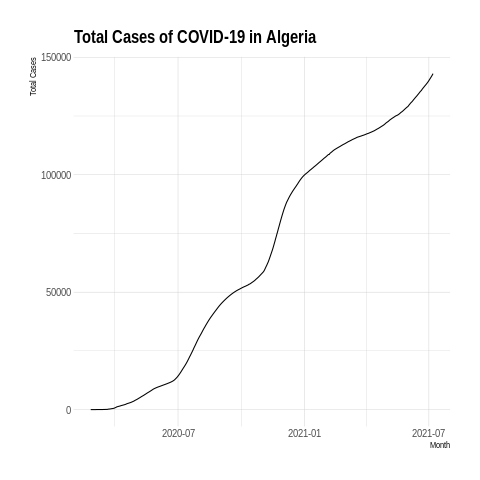 Total Cases of COVID-19 in Algeria
Total Cases
150000
100000
50000
0
2020-07
2021-01
2021-07
Month